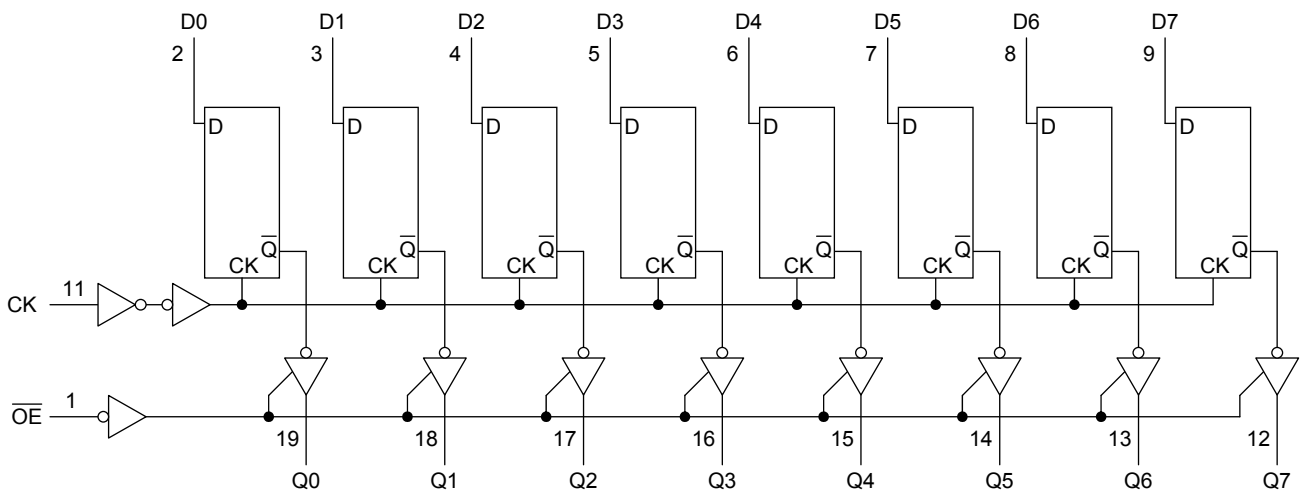 D0 D1 D2 D3 D4 D5 D6 D7
2 3 4 5 6 7 8 9
D D D D D D D D
Q̅ Q̅ Q̅ Q̅ Q̅ Q̅ Q̅ Q̅
CK CK CK CK CK CK CK CK
CK 11
O̅E̅ 1
19 18 17 16 15 14 13 12
Q0 Q1 Q2 Q3 Q4 Q5 Q6 Q7